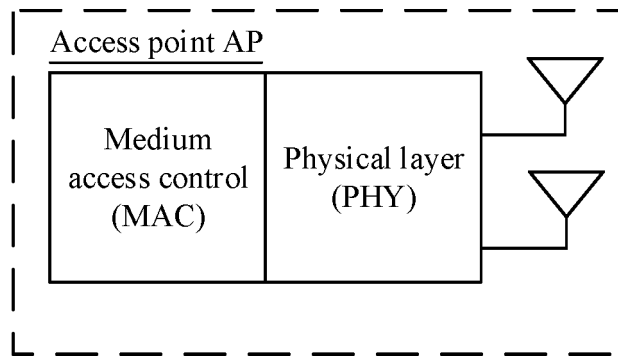 Access point AP
Medium
access control
(MAC)
Physical layer
(PHY)